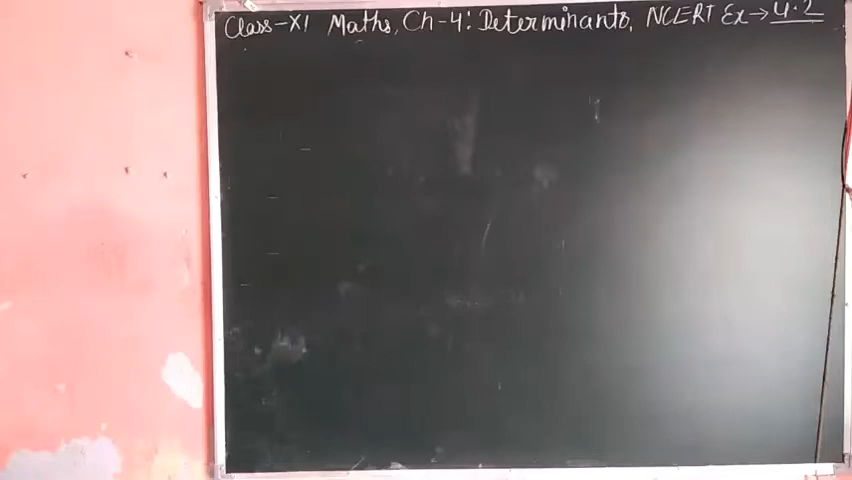 Class-XI Maths, Ch-4: Determinants, NCERT Ex→4.2